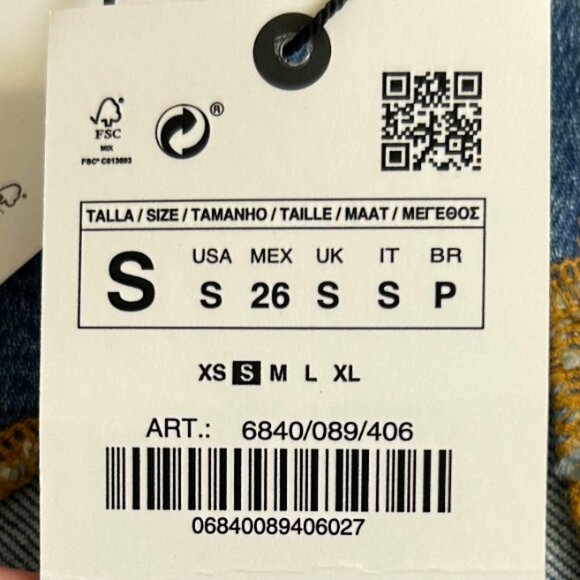 ®
FSC
MIX
FSC® C013603
TALLA / SIZE / TAMANHO / TAILLE / MAAT / ΜΕΓΕΘΟΣ
S
USA MEX UK IT BR
S 26 S S P
XS S M L XL
ART.: 6840/089/406
06840089406027